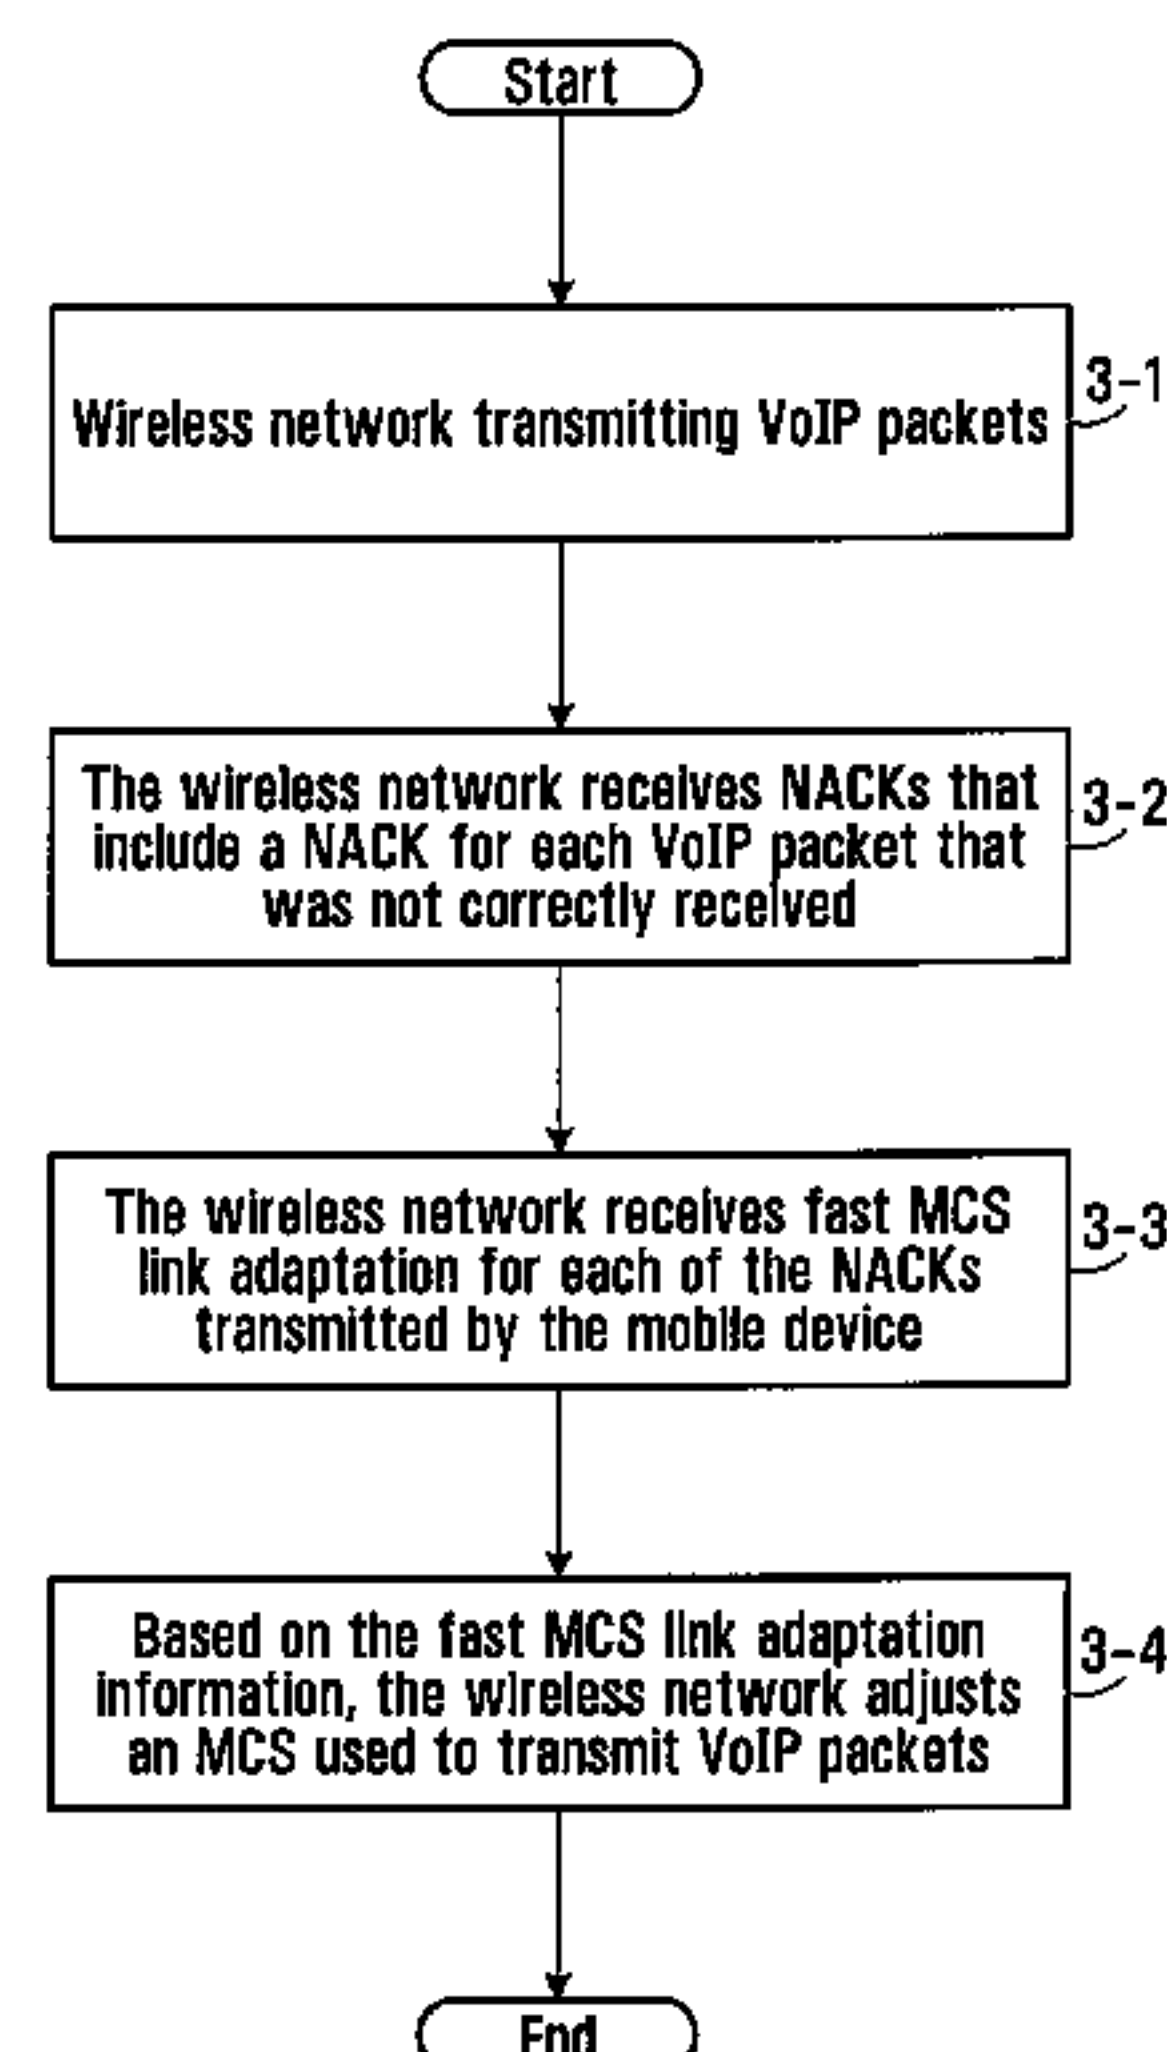 Start
Wireless network transmitting VoIP packets
3-1
The wireless network receives NACKs that
include a NACK for each VoIP packet that
was not correctly received
3-2
The wireless network receives fast MCS
link adaptation for each of the NACKs
transmitted by the mobile device
3-3
Based on the fast MCS link adaptation
information, the wireless network adjusts
an MCS used to transmit VoIP packets
3-4
End